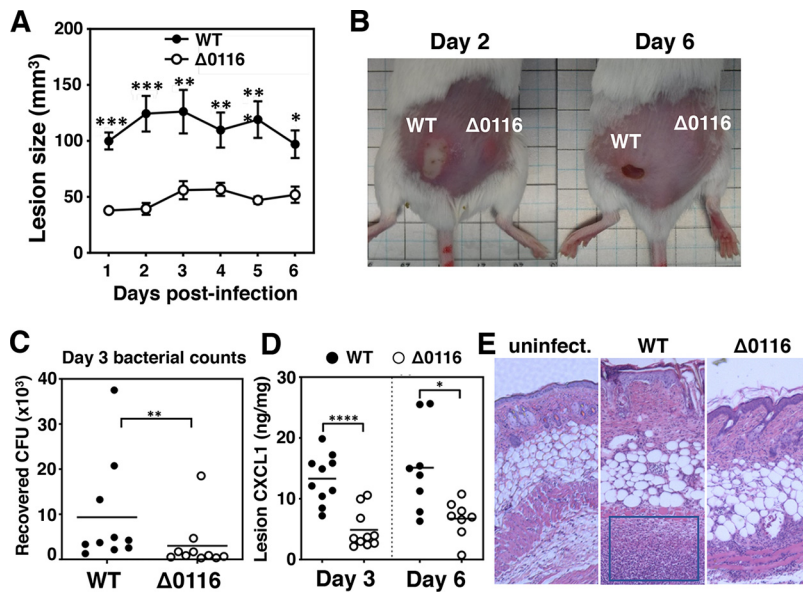 A
WT
Δ0116
Lesion size (mm³)
200
150
100
50
0
***
***
**
**
**
*
*
1 2 3 4 5 6
Days post-infection
B
Day 2 Day 6
WT Δ0116
WT Δ0116
C
Day 3 bacterial counts
Recovered CFU (x10³)
40
30
20
10
0
**
WT Δ0116
D
WT Δ0116
Lesion CXCL1 (ng/mg)
30
20
10
0
****
*
Day 3 Day 6
E
uninfect. WT Δ0116